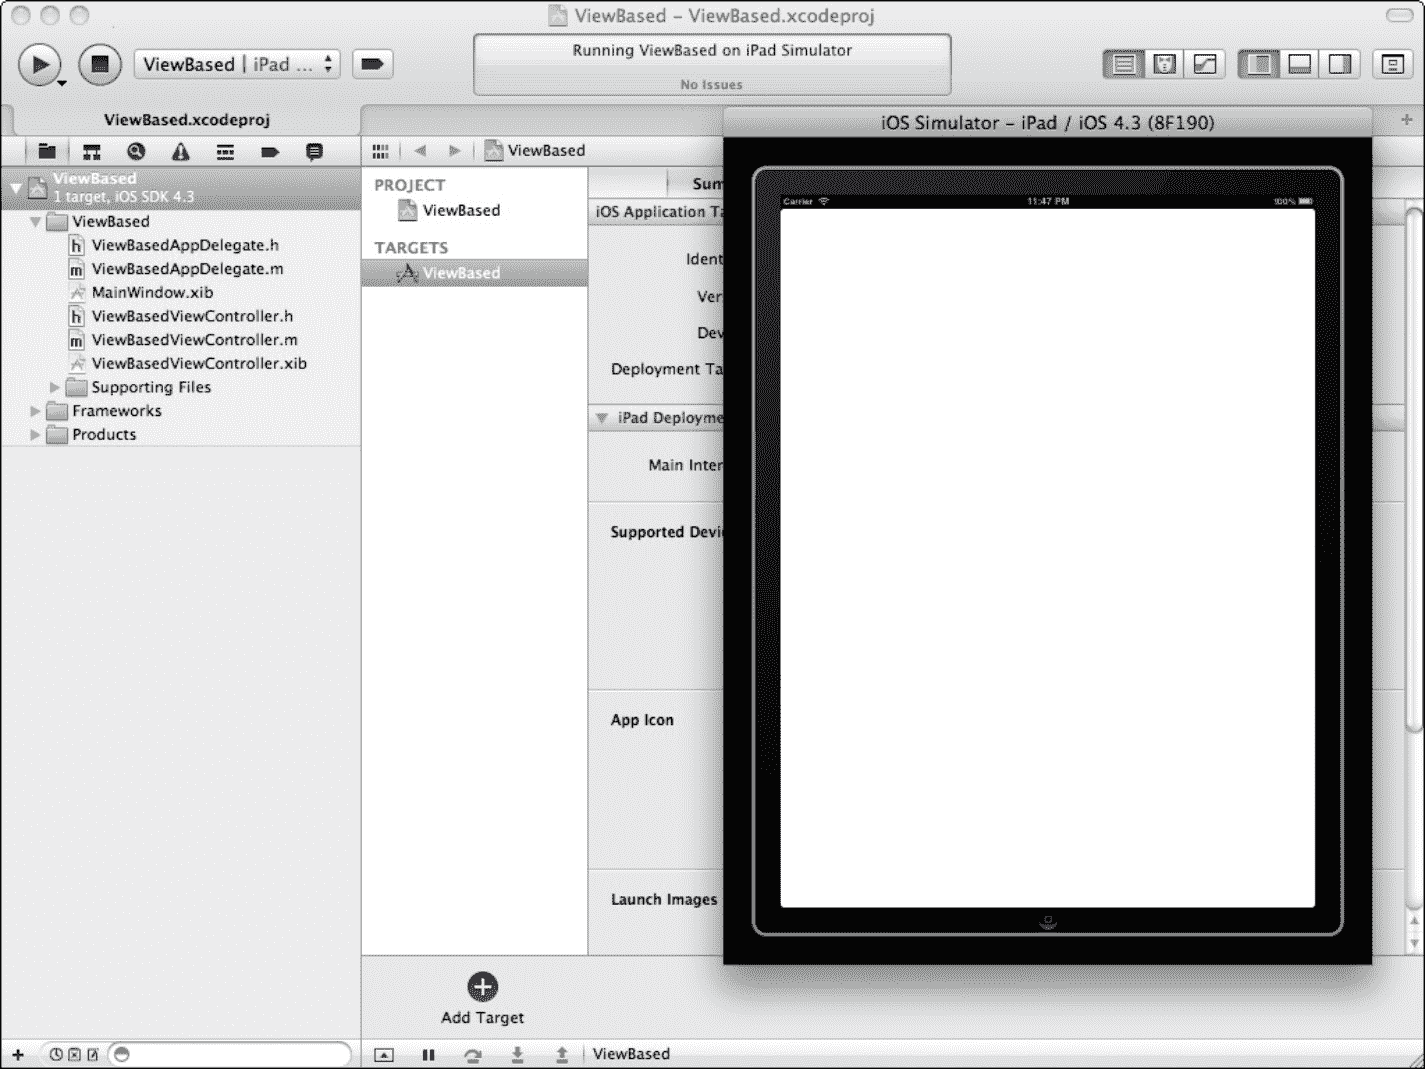 ViewBased – ViewBased.xcodeproj
ViewBased | iPad ...
Running ViewBased on iPad Simulator
No Issues
ViewBased.xcodeproj
iOS Simulator – iPad / iOS 4.3 (8F190)
ViewBased
ViewBased
1 target, iOS SDK 4.3
ViewBased
h ViewBasedAppDelegate.h
m ViewBasedAppDelegate.m
MainWindow.xib
h ViewBasedViewController.h
m ViewBasedViewController.m
ViewBasedViewController.xib
Supporting Files
Frameworks
Products
PROJECT
ViewBased
TARGETS
ViewBased
Sum
iOS Application Ta
Ident
Vers
Dev
Deployment Ta
iPad Deployme
Main Inter
Supported Devi
App Icon
Launch Images
Carrier
11:47 PM
100%
Add Target
ViewBased